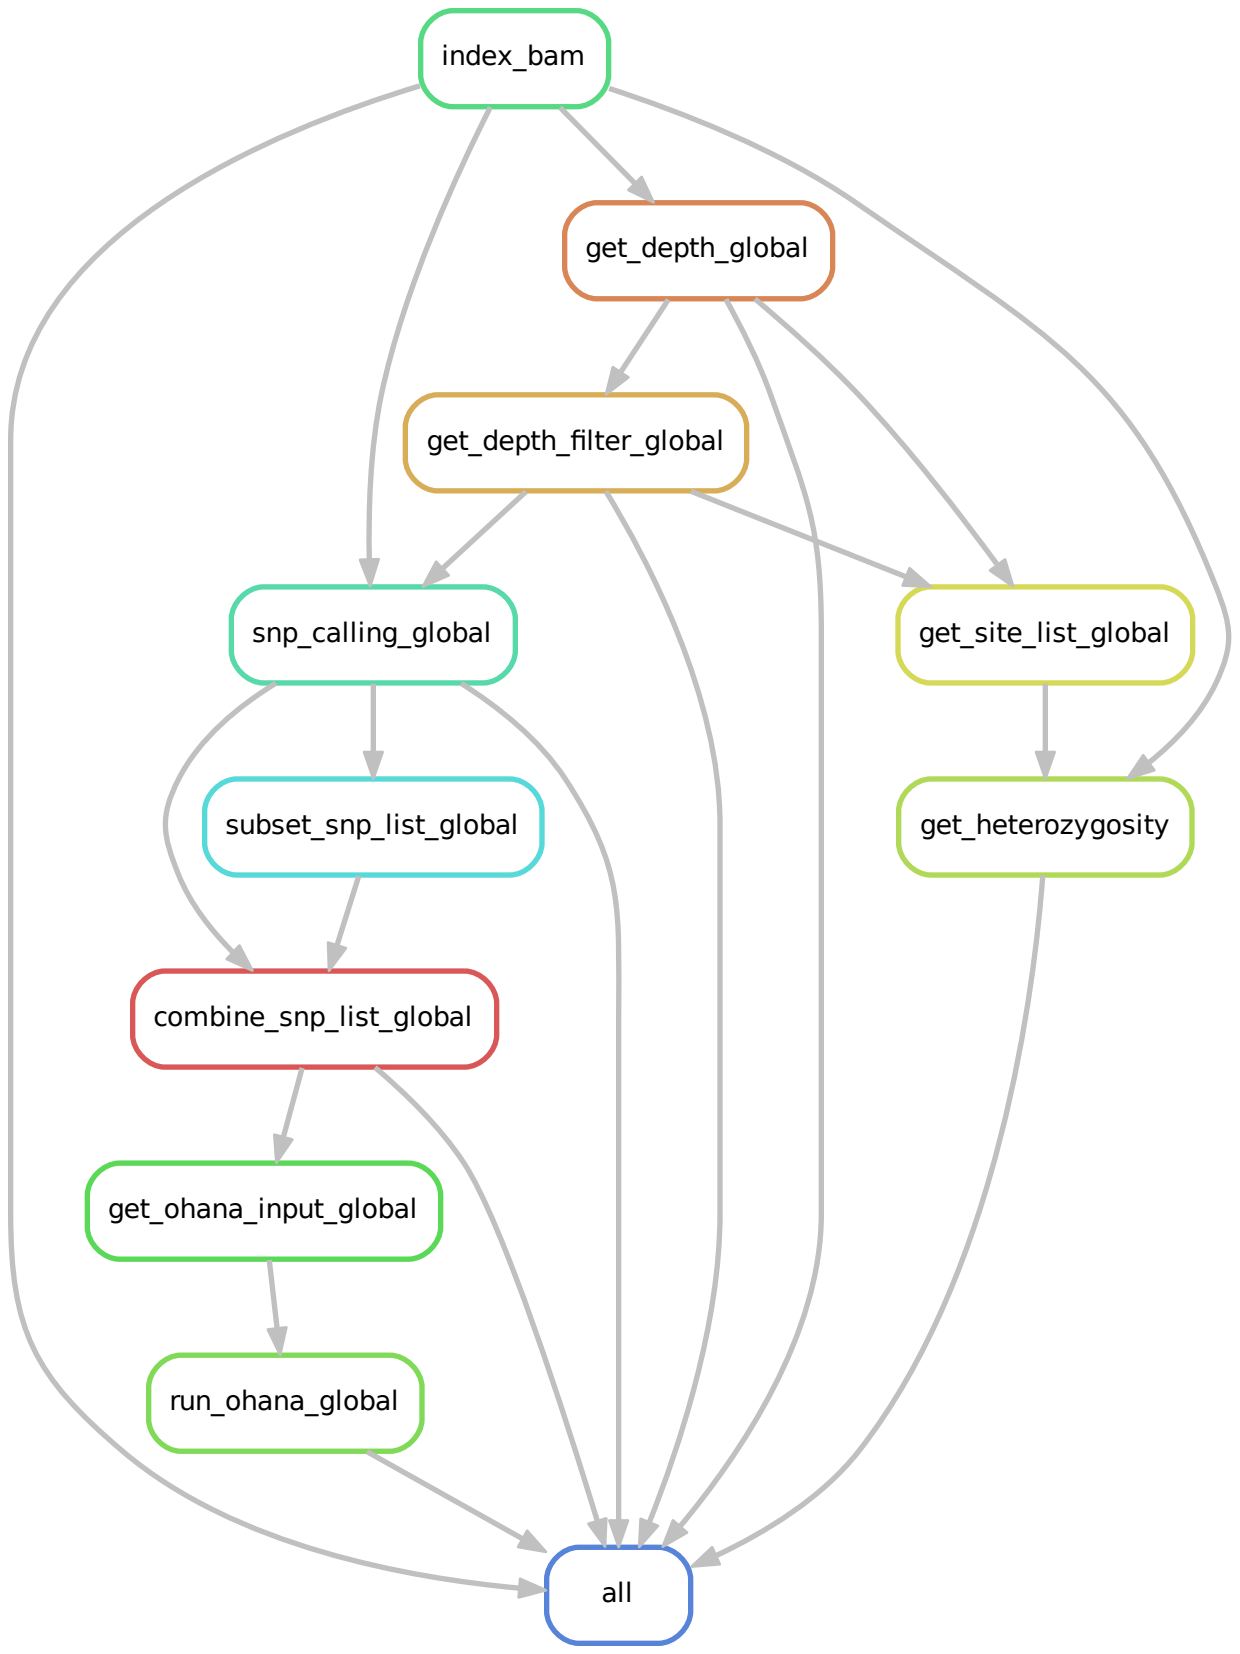 index_bam
get_depth_global
get_depth_filter_global
snp_calling_global
get_site_list_global
subset_snp_list_global
get_heterozygosity
combine_snp_list_global
get_ohana_input_global
run_ohana_global
all